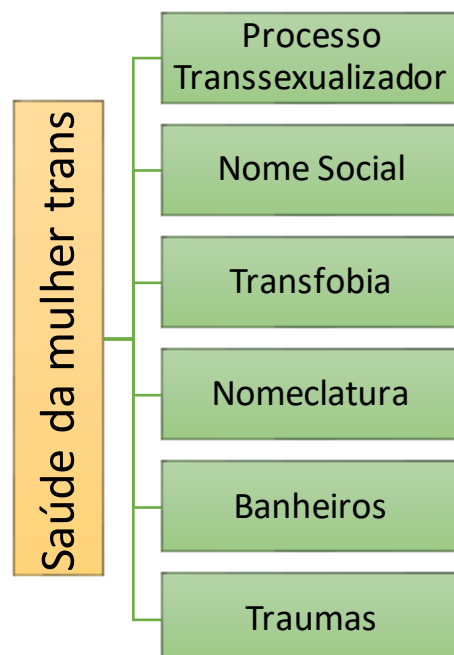 Saúde da mulher trans
Processo
Transsexualizador
Nome Social
Transfobia
Nomeclatura
Banheiros
Traumas